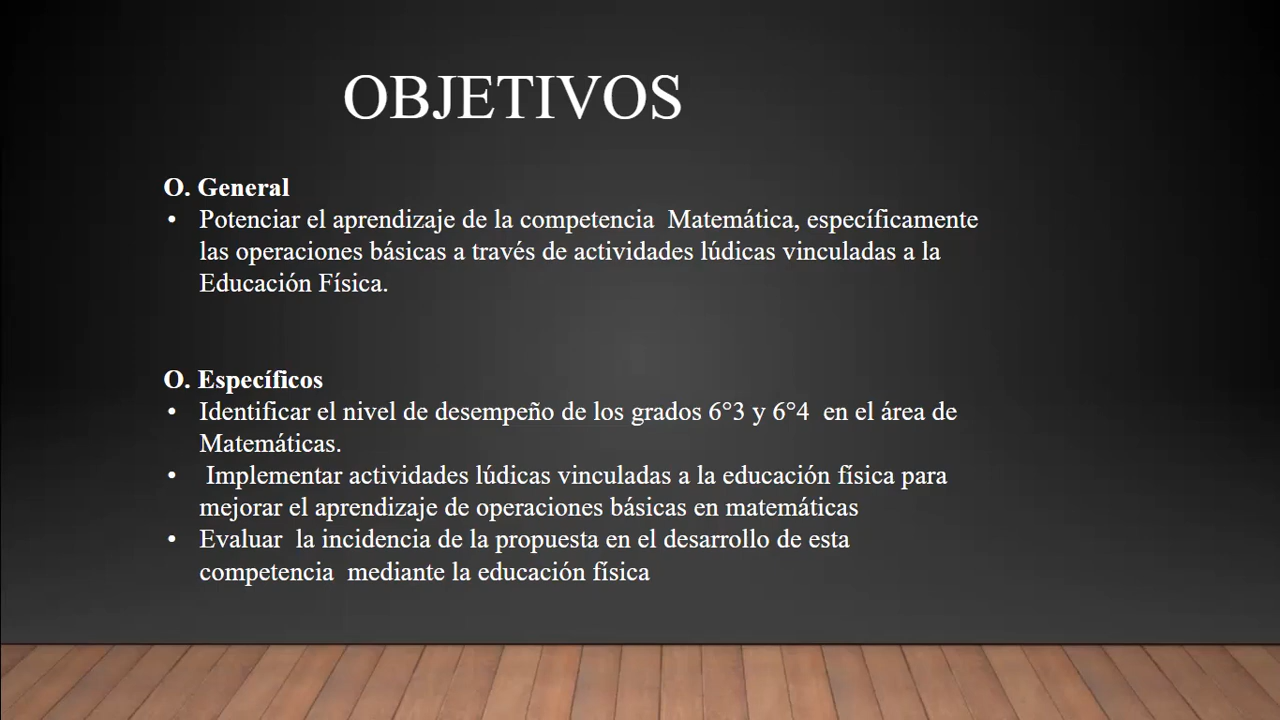 OBJETIVOS
O. General
• Potenciar el aprendizaje de la competencia  Matemática, específicamente
las operaciones básicas a través de actividades lúdicas vinculadas a la
Educación Física.
O. Específicos
• Identificar el nivel de desempeño de los grados 6°3 y 6°4  en el área de
Matemáticas.
•  Implementar actividades lúdicas vinculadas a la educación física para
mejorar el aprendizaje de operaciones básicas en matemáticas
• Evaluar  la incidencia de la propuesta en el desarrollo de esta
competencia  mediante la educación física